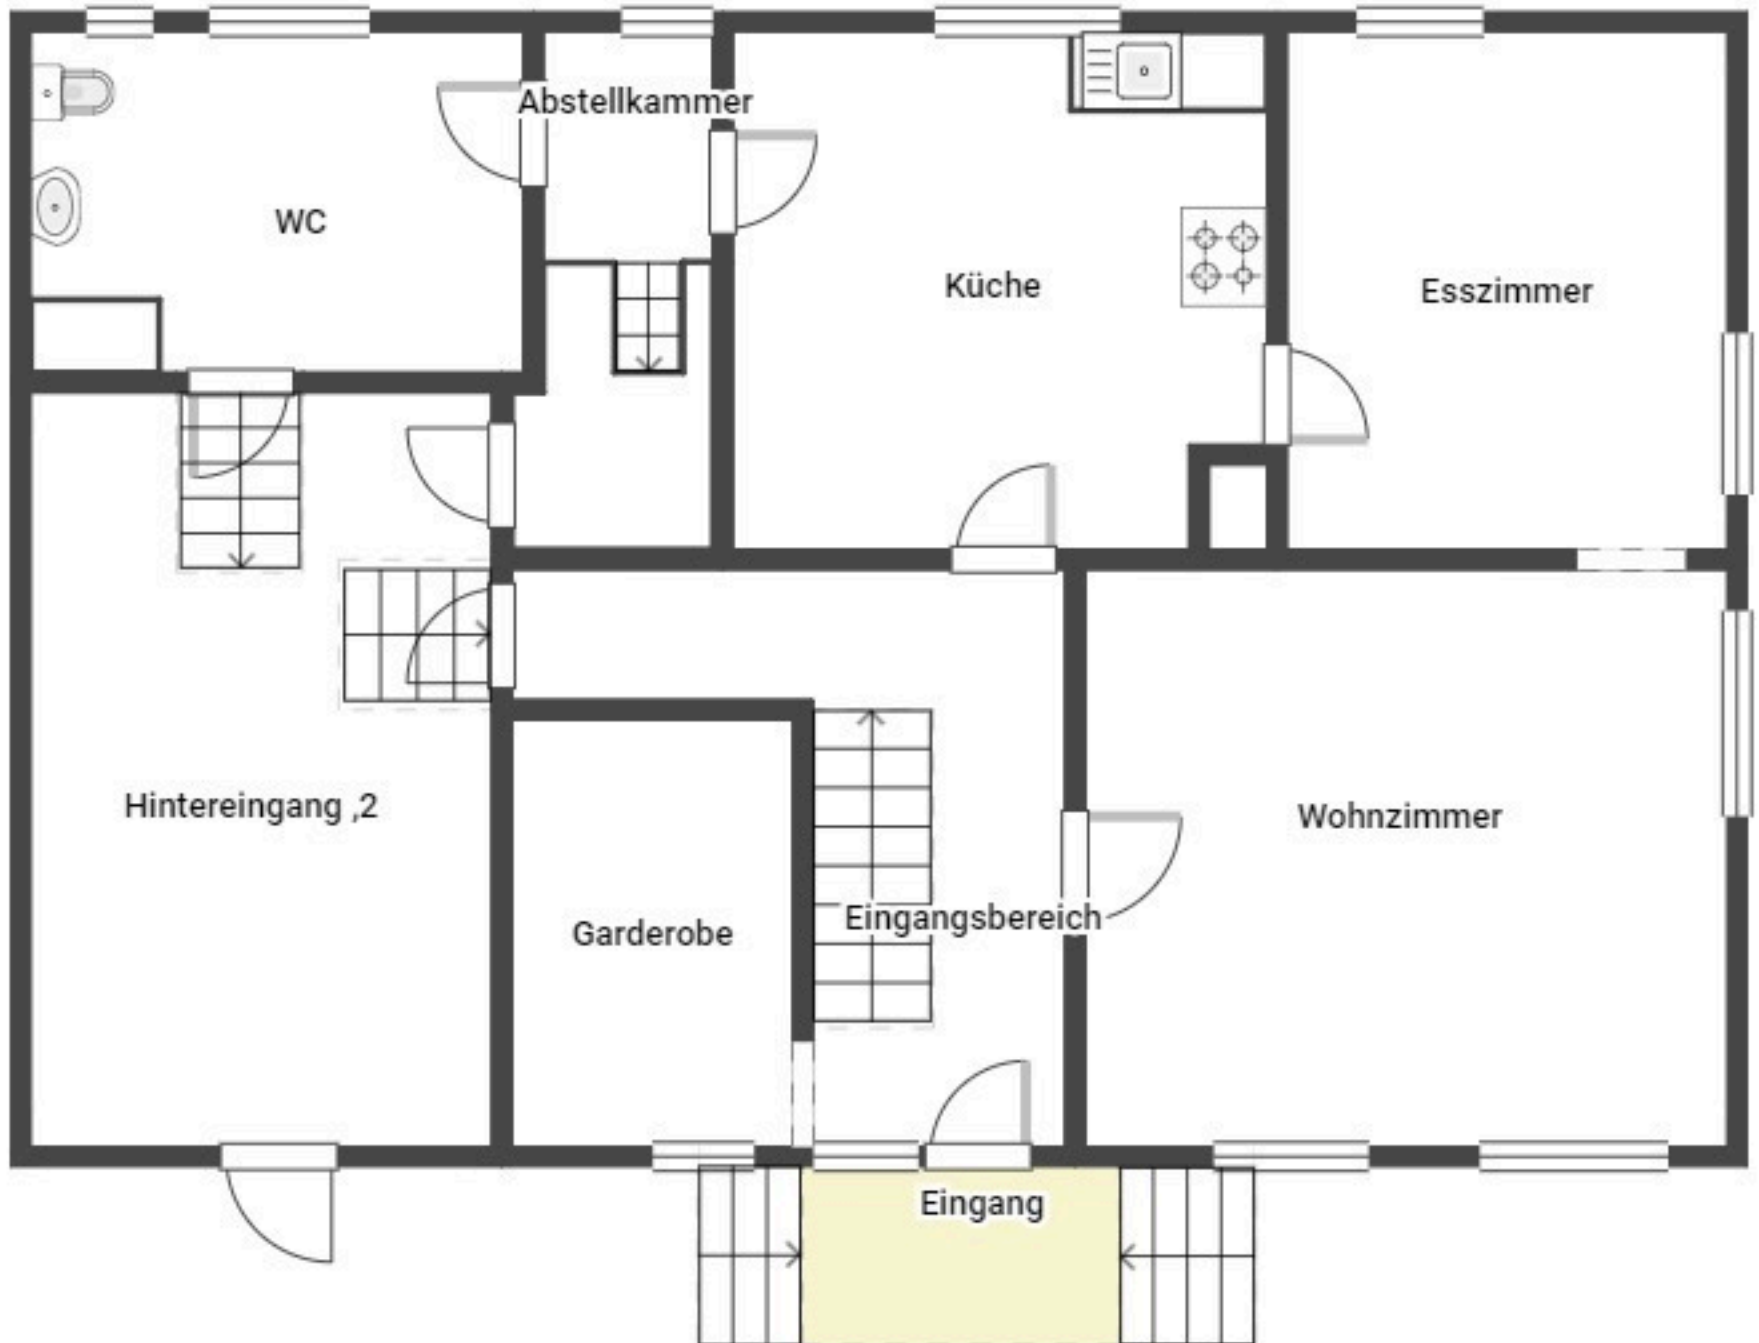 Abstellkammer
WC
Küche
Esszimmer
Hintereingang ,2
Wohnzimmer
Eingangsbereich
Garderobe
Eingang